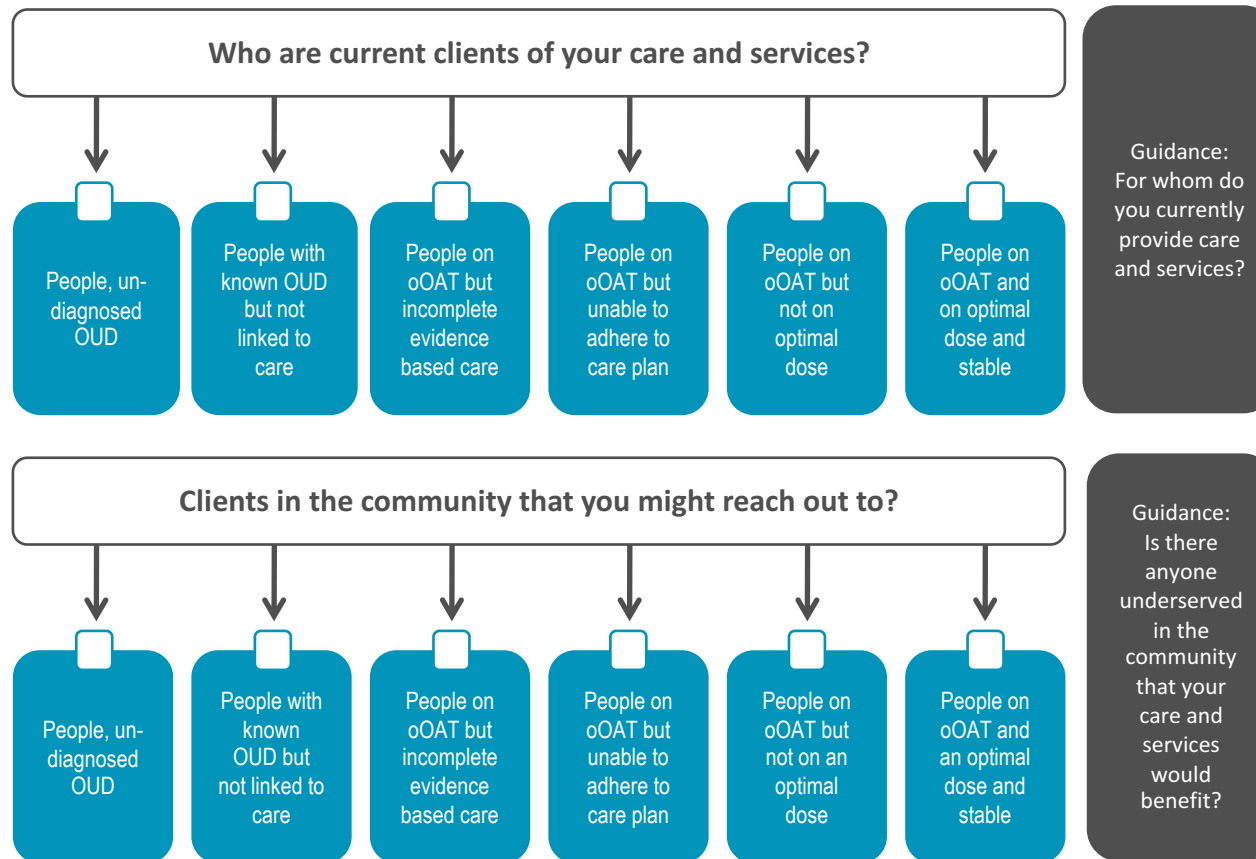 Who are current clients of your care and services?
People, un-
diagnosed
OUD
People with
known OUD
but not
linked to
care
People on
oOAT but
incomplete
evidence
based care
People on
oOAT but
unable to
adhere to
care plan
People on
oOAT but
not on
optimal
dose
People on
oOAT and
on optimal
dose and
stable
Guidance:
For whom do
you currently
provide care
and services?
Clients in the community that you might reach out to?
People, un-
diagnosed
OUD
People with
known
OUD but
not linked to
care
People on
oOAT but
incomplete
evidence
based care
People on
oOAT but
unable to
adhere to
care plan
People on
oOAT but
not on an
optimal
dose
People on
oOAT and
an optimal
dose and
stable
Guidance:
Is there
anyone
underserved
in the
community
that your
care and
services
would
benefit?